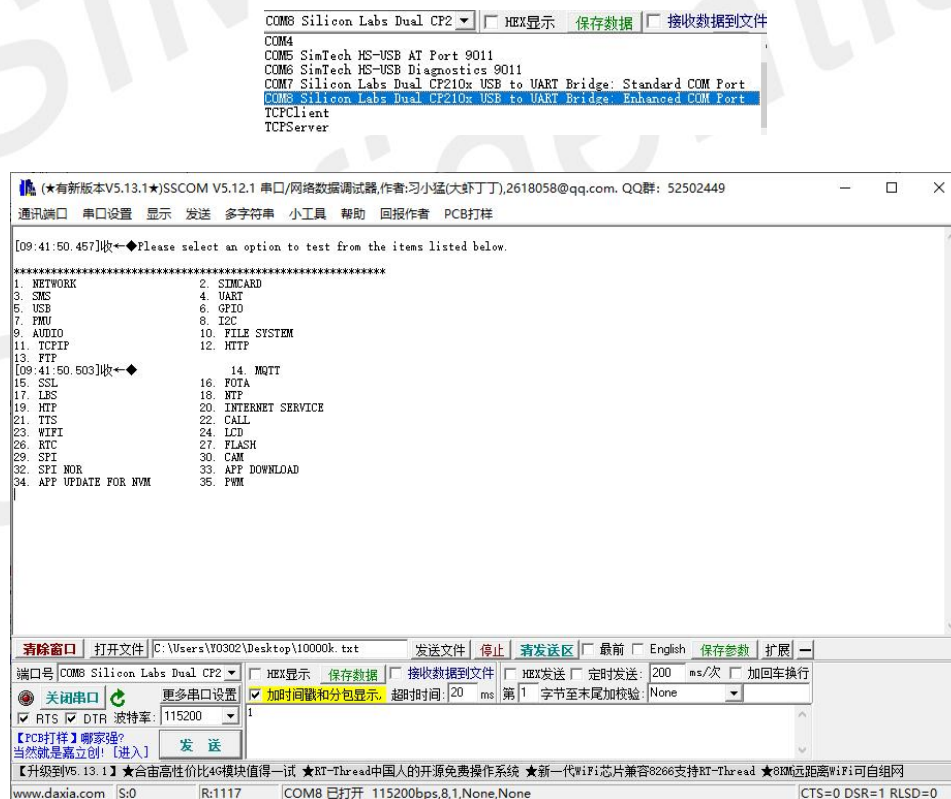 COM8 Silicon Labs Dual CP2 HEX显示 保存数据 接收数据到文件
COM4
COM5 SimTech HS-USB AT Port 9011
COM6 SimTech HS-USB Diagnostics 9011
COM7 Silicon Labs Dual CP210x USB to UART Bridge: Standard COM Port
COM8 Silicon Labs Dual CP210x USB to UART Bridge: Enhanced COM Port
TCPClient
TCPServer
(★有新版本V5.13.1★)SSCOM V5.12.1 串口/网络数据调试器,作者:习小猛(大虾丁丁),2618058@qq.com. QQ群: 52502449
通讯端口 串口设置 显示 发送 多字符串 小工具 帮助 回报作者 PCB打样
[09:41:50.457]收←◆Please select an option to test from the items listed below.
************************************************************
1. NETWORK 2. SIMCARD
3. SMS 4. UART
5. USB 6. GPIO
7. PMU 8. I2C
9. AUDIO 10. FILE SYSTEM
11. TCPIP 12. HTTP
13. FTP
[09:41:50.503]收←◆ 14. MQTT
15. SSL 16. FOTA
17. LBS 18. NTP
19. HTP 20. INTERNET SERVICE
21. TTS 22. CALL
23. WIFI 24. LCD
26. RTC 27. FLASH
29. SPI 30. CAM
32. SPI NOR 33. APP DOWNLOAD
34. APP UPDATE FOR NVM 35. PWM
清除窗口 打开文件 C:\Users\Y0302\Desktop\10000k.txt 发送文件 停止 清发送区 最前 English 保存参数 扩展 —
端口号 COM8 Silicon Labs Dual CP2 HEX显示 保存数据 接收数据到文件 HEX发送 定时发送: 200 ms/次 加回车换行
关闭串口 更多串口设置 加时间戳和分包显示, 超时时间: 20 ms 第 1 字节 至 末尾 加校验: None
RTS DTR 波特率: 115200 1
【PCB打样】哪家强?
当然就是嘉立创! [进入] 发 送
【升级到V5.13.1】★合宙高性价比4G模块值得一试 ★RT-Thread中国人的开源免费操作系统 ★新一代WiFi芯片兼容8266支持RT-Thread ★8KM远距离WiFi可自组网
www.daxia.com S:0 R:1117 COM8 已打开 115200bps,8,1,None,None CTS=0 DSR=1 RLSD=0